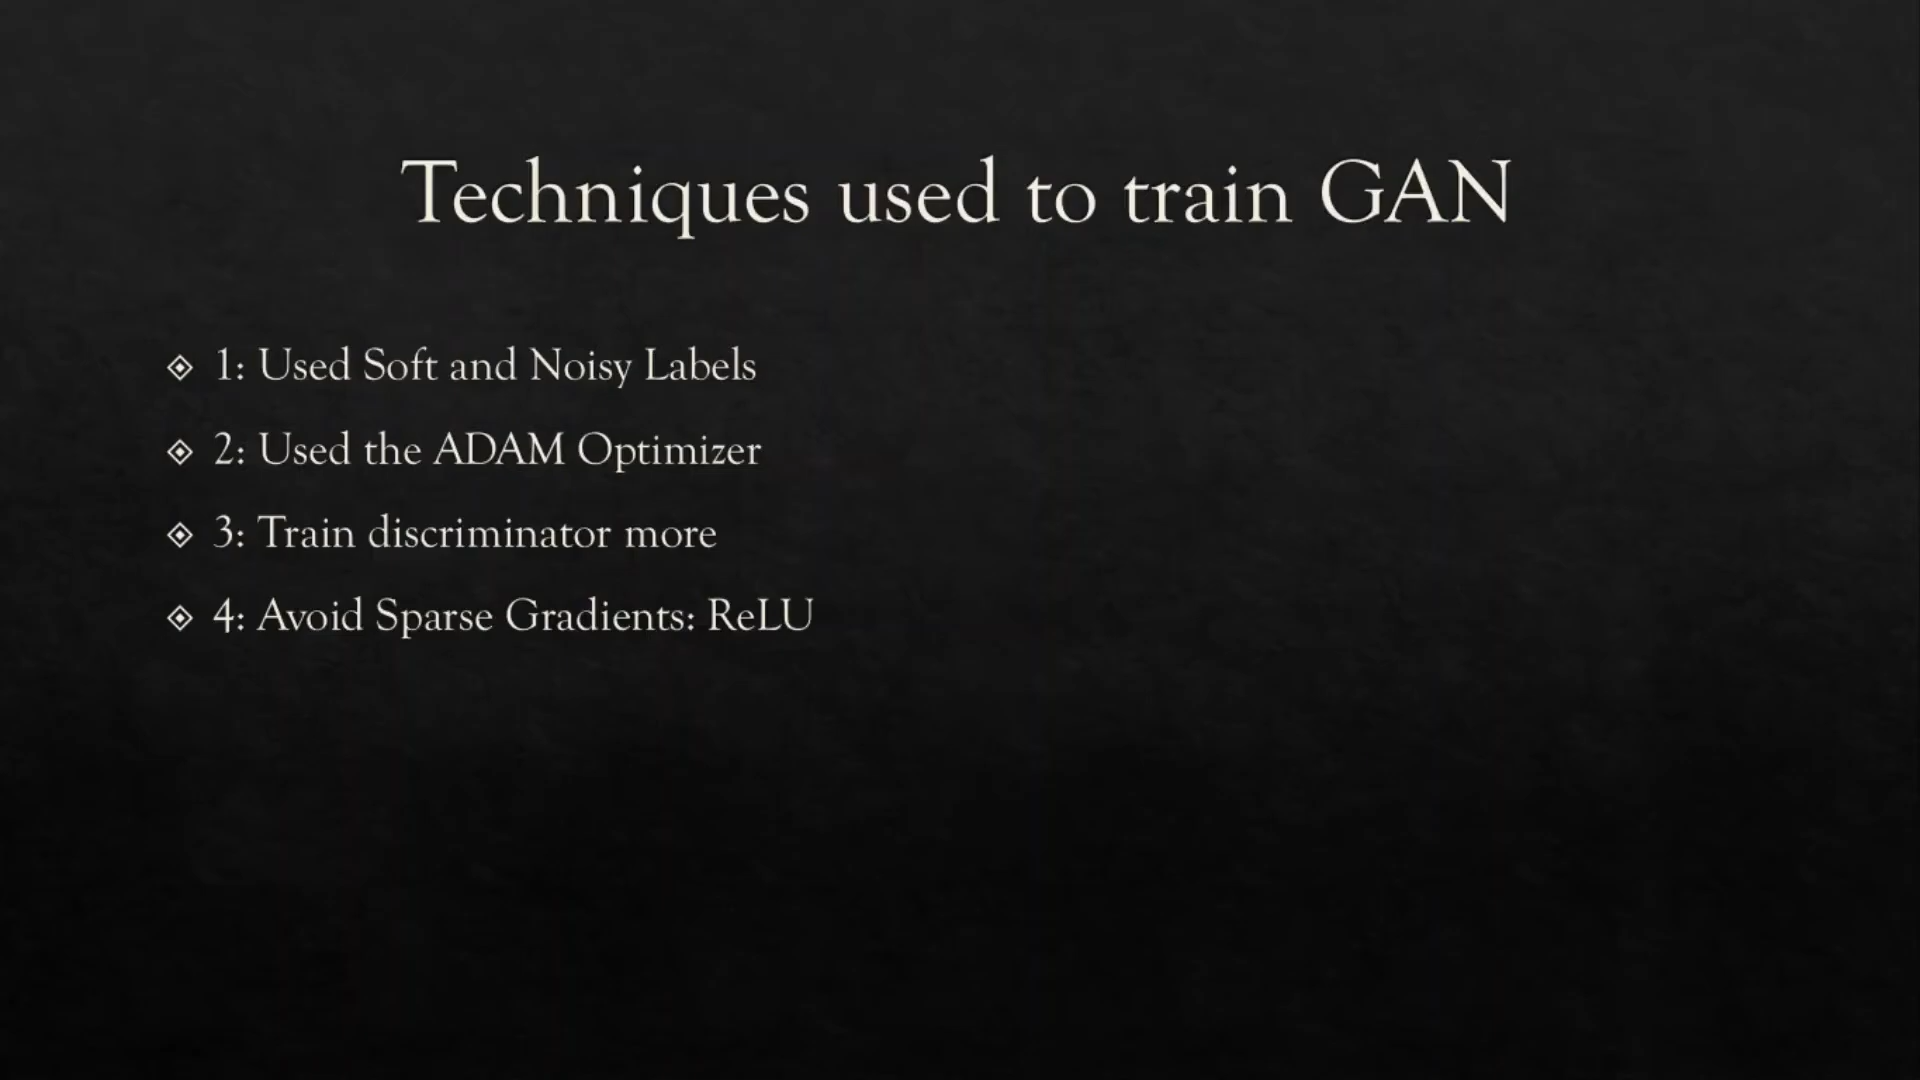 Techniques used to train GAN
1: Used Soft and Noisy Labels
2: Used the ADAM Optimizer
3: Train discriminator more
4: Avoid Sparse Gradients: ReLU